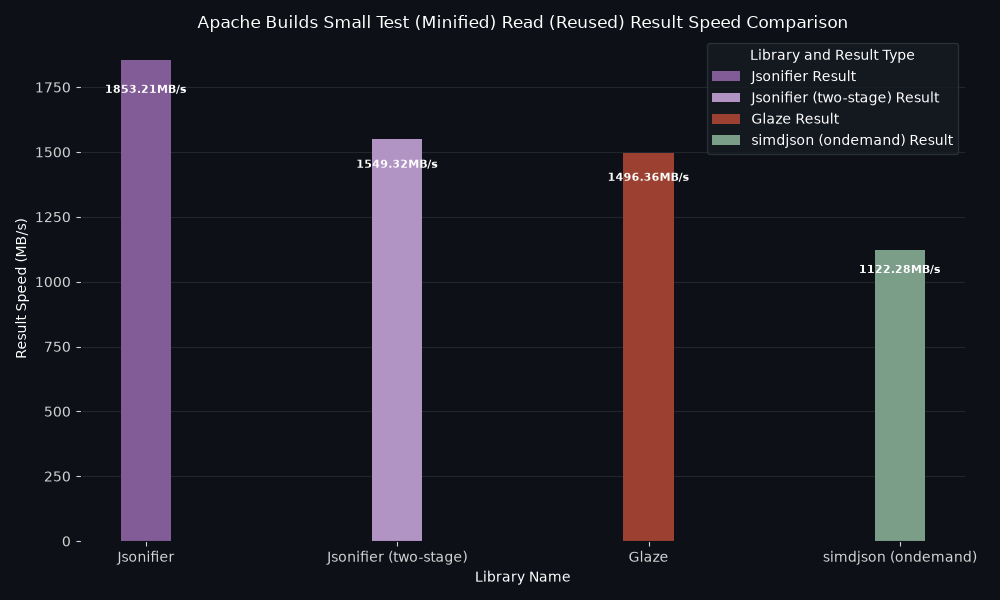 Apache Builds Small Test (Minified) Read (Reused) Result Speed Comparison
Library and Result Type
Jsonifier Result
Jsonifier (two-stage) Result
Glaze Result
simdjson (ondemand) Result
1853.21MB/s
1549.32MB/s
1496.36MB/s
1122.28MB/s
Result Speed (MB/s)
1750
1500
1250
1000
750
500
250
0
Jsonifier
Jsonifier (two-stage)
Glaze
simdjson (ondemand)
Library Name